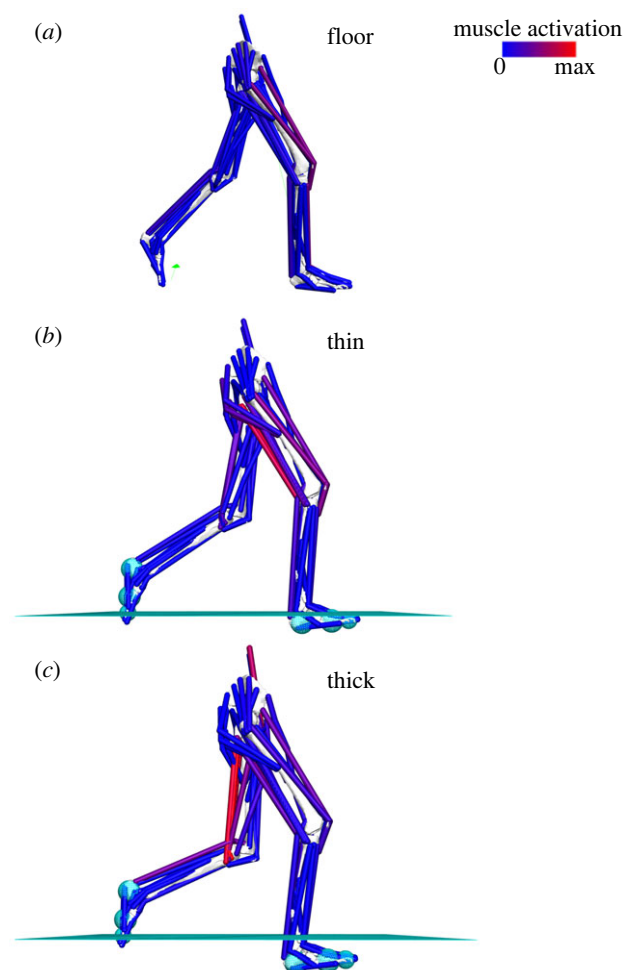 (a)
floor
muscle activation
0 max
(b)
thin
(c)
thick